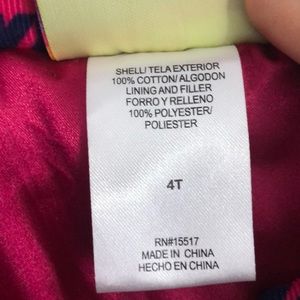 SHELL/ TELA EXTERIOR
100% COTTON/ ALGODON
LINING AND FILLER
FORRO Y RELLENO
100% POLYESTER/
POLIESTER
4T
RN#15517
MADE IN CHINA
HECHO EN CHINA